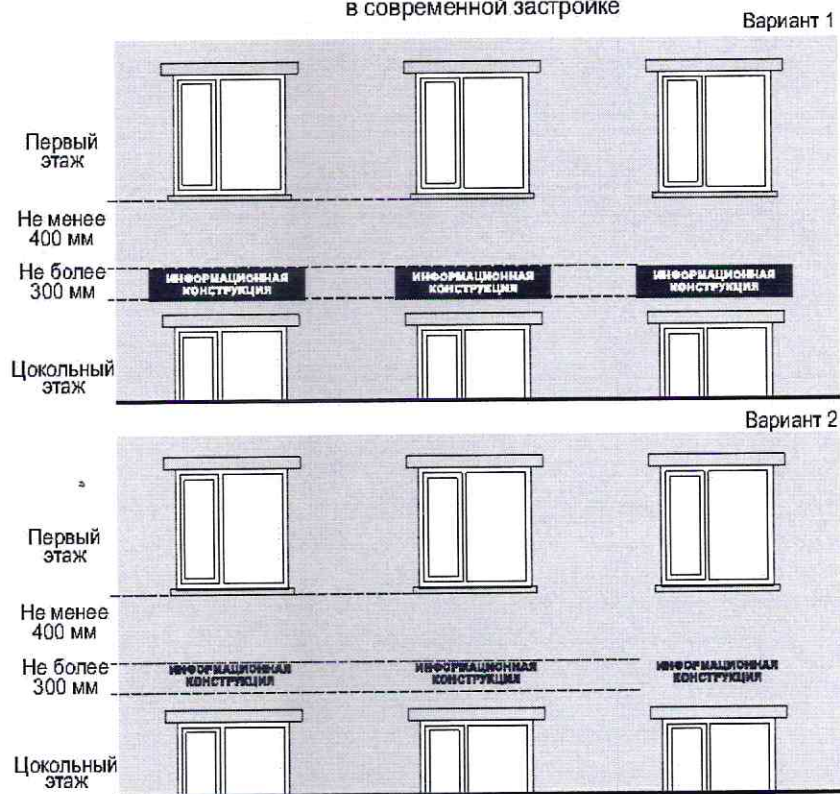 в современной застройке
Вариант 1
Первый
этаж
Не менее
400 мм
Не более
300 мм
ИНФОРМАЦИОННАЯ
КОНСТРУКЦИЯ
ИНФОРМАЦИОННАЯ
КОНСТРУКЦИЯ
ИНФОРМАЦИОННАЯ
КОНСТРУКЦИЯ
Цокольный
этаж
Вариант 2
Первый
этаж
Не менее
400 мм
Не более
300 мм
ИНФОРМАЦИОННАЯ
КОНСТРУКЦИЯ
ИНФОРМАЦИОННАЯ
КОНСТРУКЦИЯ
ИНФОРМАЦИОННАЯ
КОНСТРУКЦИЯ
Цокольный
этаж